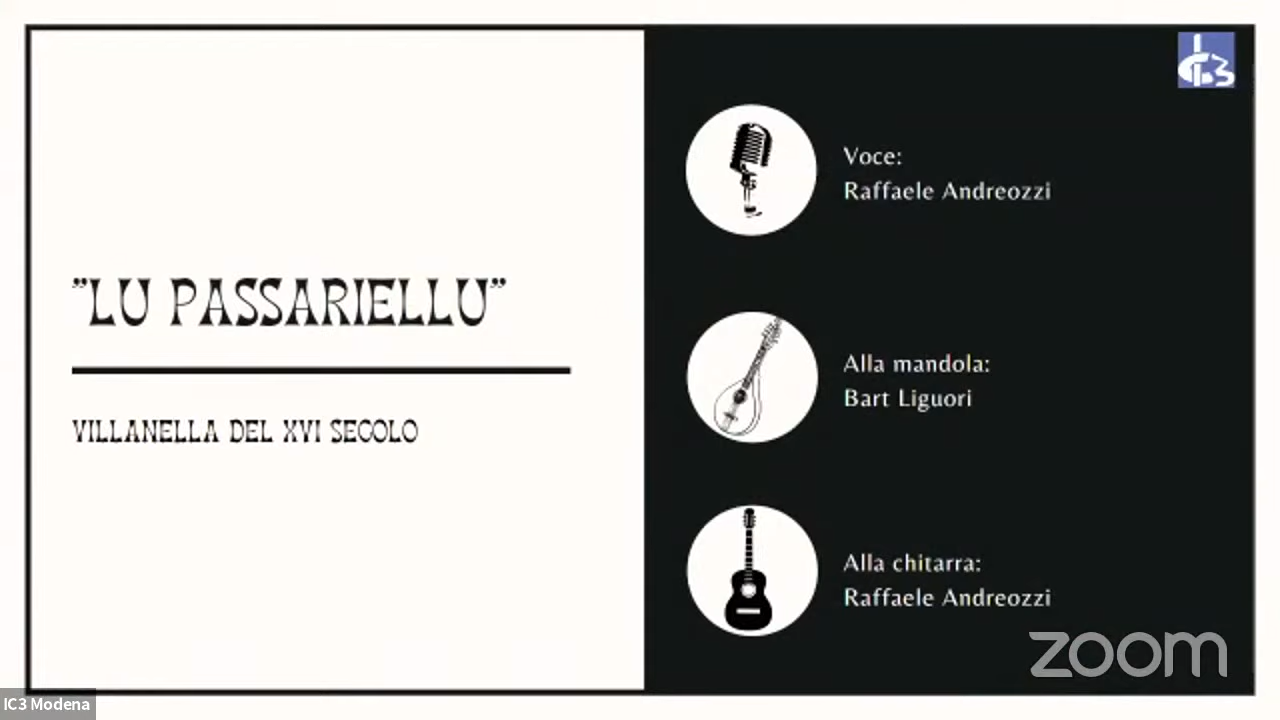 "LU PASSARIELLU"
VILLANELLA DEL XVI SECOLO
Voce:
Raffaele Andreozzi
Alla mandola:
Bart Liguori
Alla chitarra:
Raffaele Andreozzi
zoom
IC3 Modena